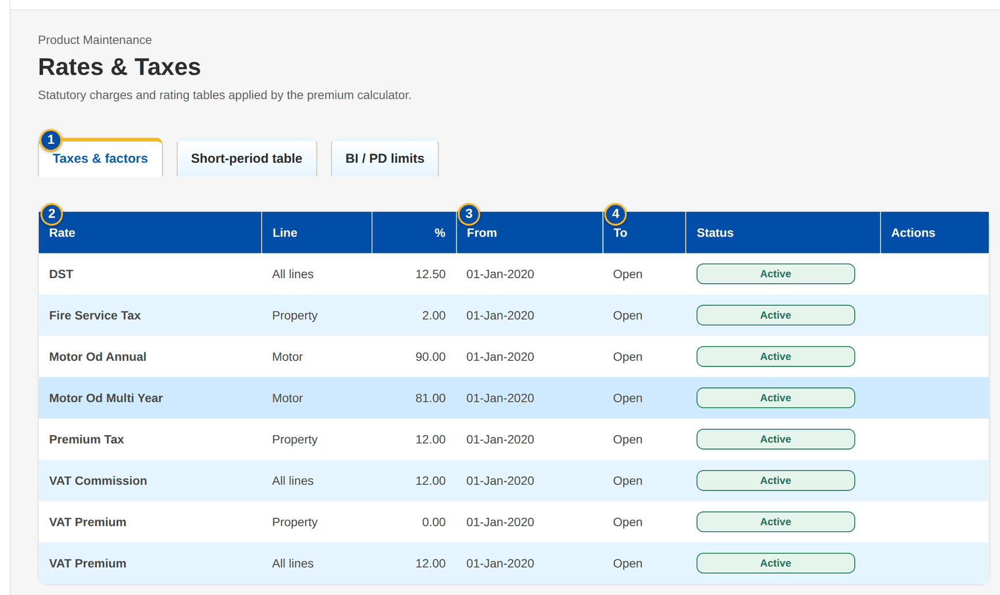 Product Maintenance
Rates & Taxes
Statutory charges and rating tables applied by the premium calculator.
1
Taxes & factors Short-period table BI / PD limits
2 3 4
Rate Line % From To Status Actions
DST All lines 12.50 01-Jan-2020 Open Active
Fire Service Tax Property 2.00 01-Jan-2020 Open Active
Motor Od Annual Motor 90.00 01-Jan-2020 Open Active
Motor Od Multi Year Motor 81.00 01-Jan-2020 Open Active
Premium Tax Property 12.00 01-Jan-2020 Open Active
VAT Commission All lines 12.00 01-Jan-2020 Open Active
VAT Premium Property 0.00 01-Jan-2020 Open Active
VAT Premium All lines 12.00 01-Jan-2020 Open Active